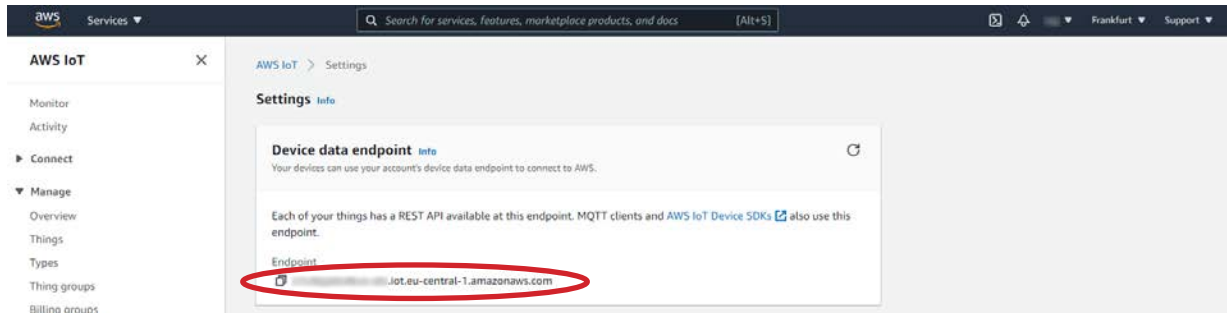 aws Services ▼ Search for services, features, marketplace products, and docs [Alt+S] Frankfurt ▼ Support ▼
AWS IoT
Monitor
Activity
Connect
Manage
Overview
Things
Types
Thing groups
Billing groups
AWS IoT > Settings
Settings Info
Device data endpoint Info
Your devices can use your account's device data endpoint to connect to AWS.
Each of your things has a REST API available at this endpoint. MQTT clients and AWS IoT Device SDKs also use this
endpoint.
Endpoint
.iot.eu-central-1.amazonaws.com